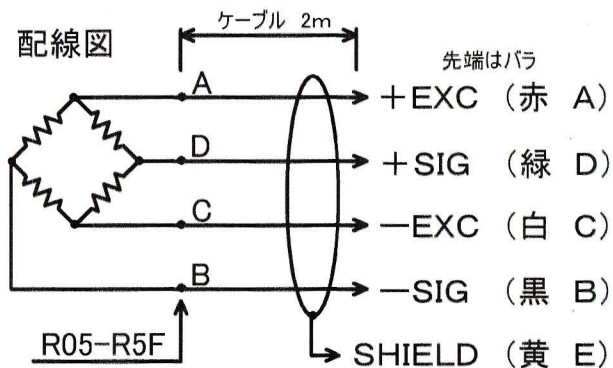 配線図
ケーブル 2m
先端はバラ
A
+EXC (赤 A)
D
+SIG (緑 D)
C
−EXC (白 C)
B
−SIG (黒 B)
R05−R5F
SHIELD (黄 E)